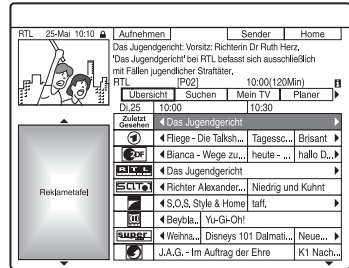 RTL 25-Mai 10:10 Aufnehmen Sender Home
Das Jugendgericht: Vorsitz: Richterin Dr Ruth Herz,
'Das Jugendgericht' bei RTL befasst sich ausschließlich
mit Fällen jugendlicher Straftäter,
RTL [P02] 10:00(120Min)
Übersicht Suchen Mein TV Planer
Di,25 10:00 10:30
Zuletzt Gesehen Das Jugendgericht
Fliege - Die Talksh... Tagessc... Brisant
ZDF Bianca - Wege zu... heute - ... hallo D...
RTL Das Jugendgericht
Reklametafel
Richter Alexander... Niedrig und Kuhnt
S,O,S, Style & Home taff,
Beybla.. Yu-Gi-Oh!
super Weihna.. Disneys 101 Dalmati... Neue...
J.A.G. - Im Auftrag der Ehre K1 Nach...